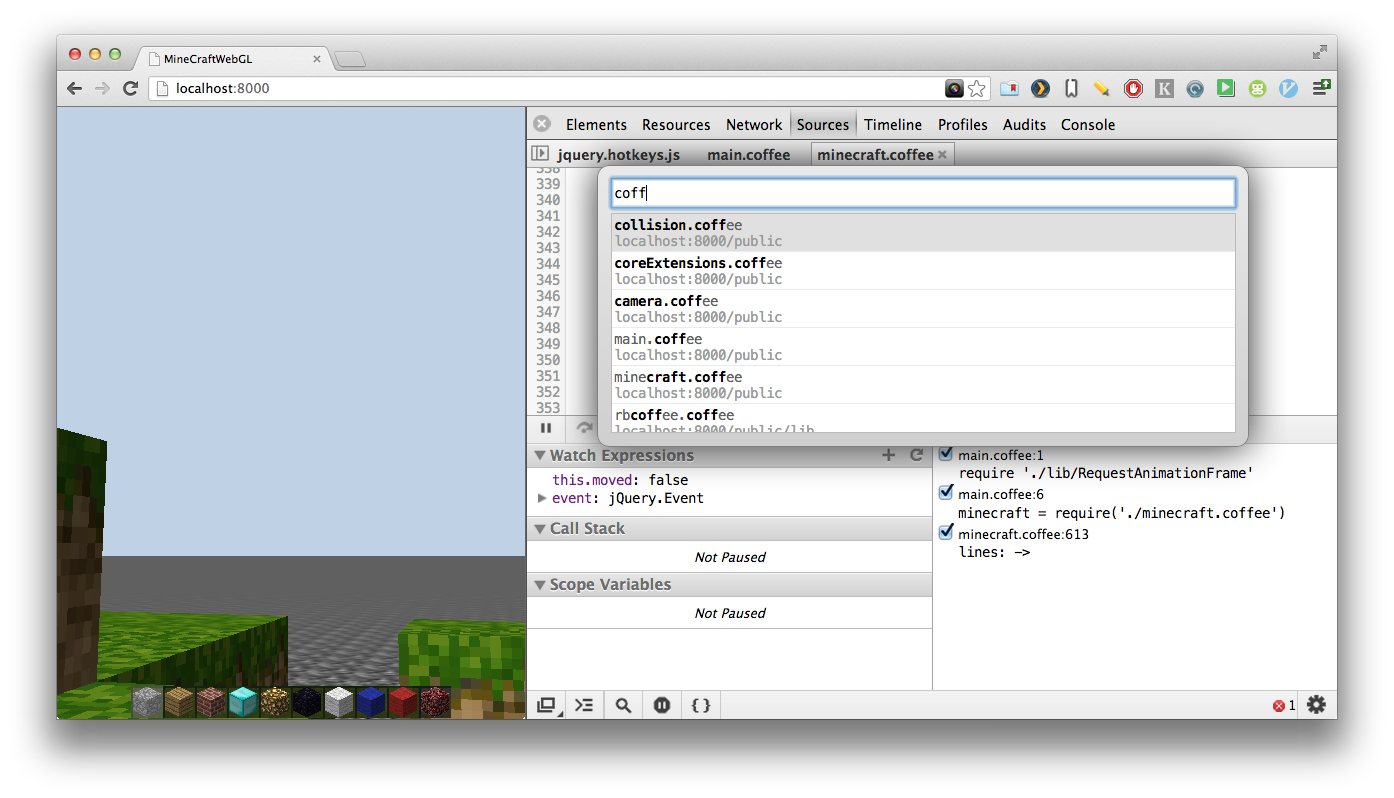 MineCraftWebGL
localhost:8000
Elements Resources Network Sources Timeline Profiles Audits Console
jquery.hotkeys.js main.coffee minecraft.coffee
338
339
340
341
342
343
344
345
346
347
348
349
350
351
352
353
coff
collision.coffee
localhost:8000/public
coreExtensions.coffee
localhost:8000/public
camera.coffee
localhost:8000/public
main.coffee
localhost:8000/public
minecraft.coffee
localhost:8000/public
rbcoffee.coffee
localhost:8000/public/lib
Watch Expressions
this.moved: false
event: jQuery.Event
Call Stack
Not Paused
Scope Variables
Not Paused
main.coffee:1
require './lib/RequestAnimationFrame'
main.coffee:6
minecraft = require('./minecraft.coffee')
minecraft.coffee:613
lines: ->
{ }
1